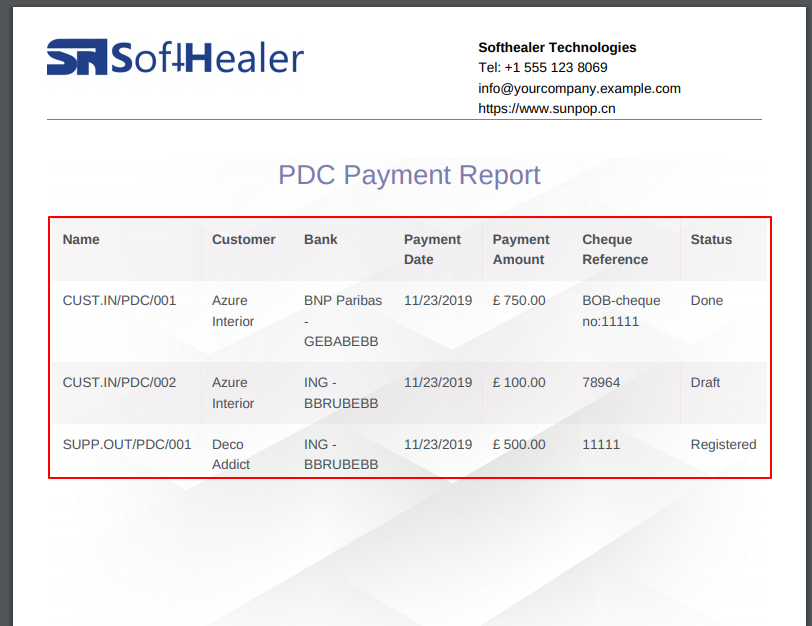 SoftHealer
Softhealer Technologies
Tel: +1 555 123 8069
info@yourcompany.example.com
https://www.sunpop.cn
PDC Payment Report
Name Customer Bank Payment Date Payment Amount Cheque Reference Status
CUST.IN/PDC/001 Azure Interior BNP Paribas - GEBABEBB 11/23/2019 £ 750.00 BOB-cheque no:11111 Done
CUST.IN/PDC/002 Azure Interior ING - BBRUBEBB 11/23/2019 £ 100.00 78964 Draft
SUPP.OUT/PDC/001 Deco Addict ING - BBRUBEBB 11/23/2019 £ 500.00 11111 Registered